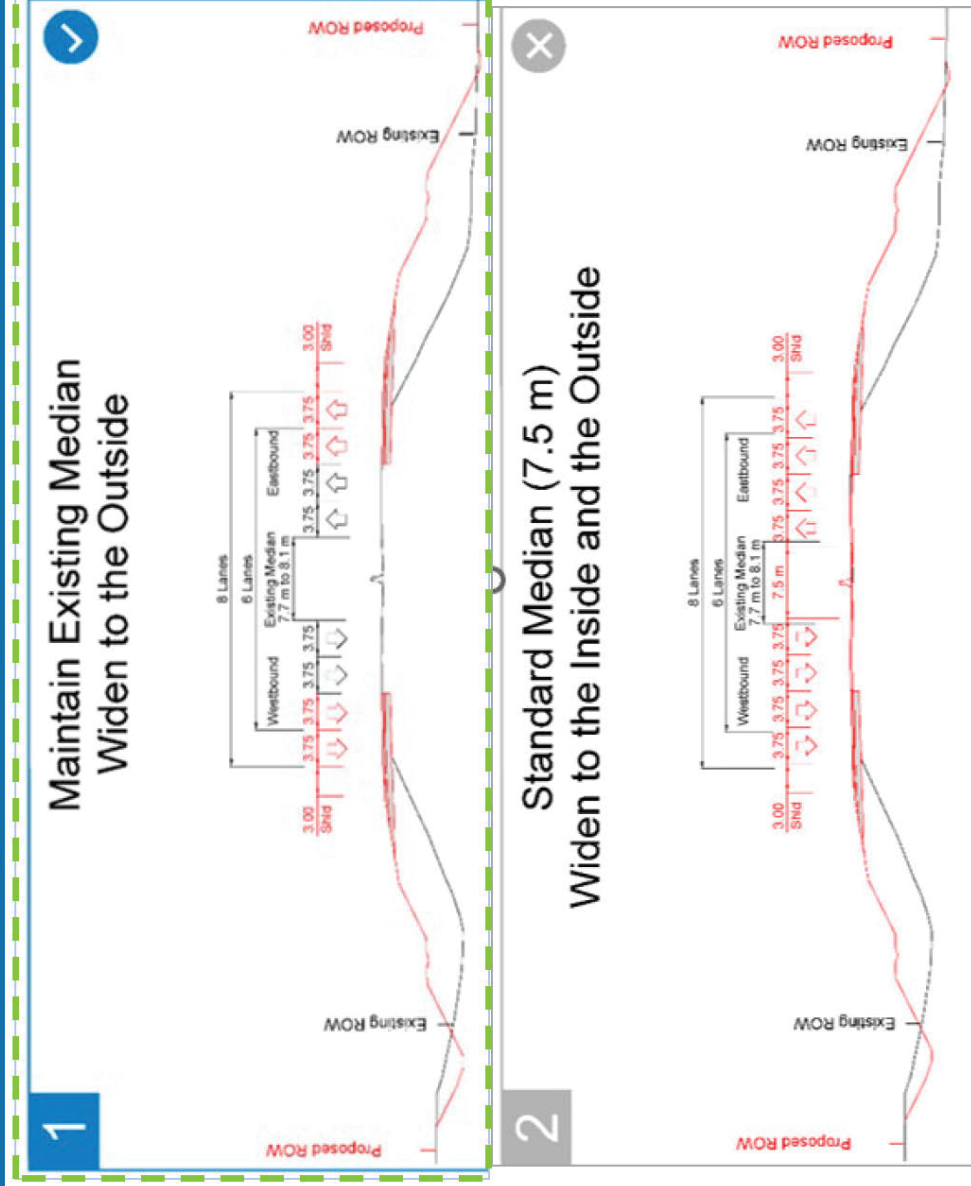 1
Maintain Existing Median
Widen to the Outside
8 Lanes
6 Lanes
Westbound
Existing Median
7.7 m to 8.1 m
Eastbound
3.00 3.75 3.75 3.75 3.75 3.75 3.75 3.75 3.75 3.00
Shld Shld
Proposed ROW
Existing ROW
Existing ROW
Proposed ROW
2
Standard Median (7.5 m)
Widen to the Inside and the Outside
8 Lanes
6 Lanes
Westbound
Existing Median
7.7 m to 8.1 m
Eastbound
3.00 3.75 3.75 3.75 3.75 7.5 m 3.75 3.75 3.75 3.75 3.00
Shld Shld
Proposed ROW
Existing ROW
Existing ROW
Proposed ROW